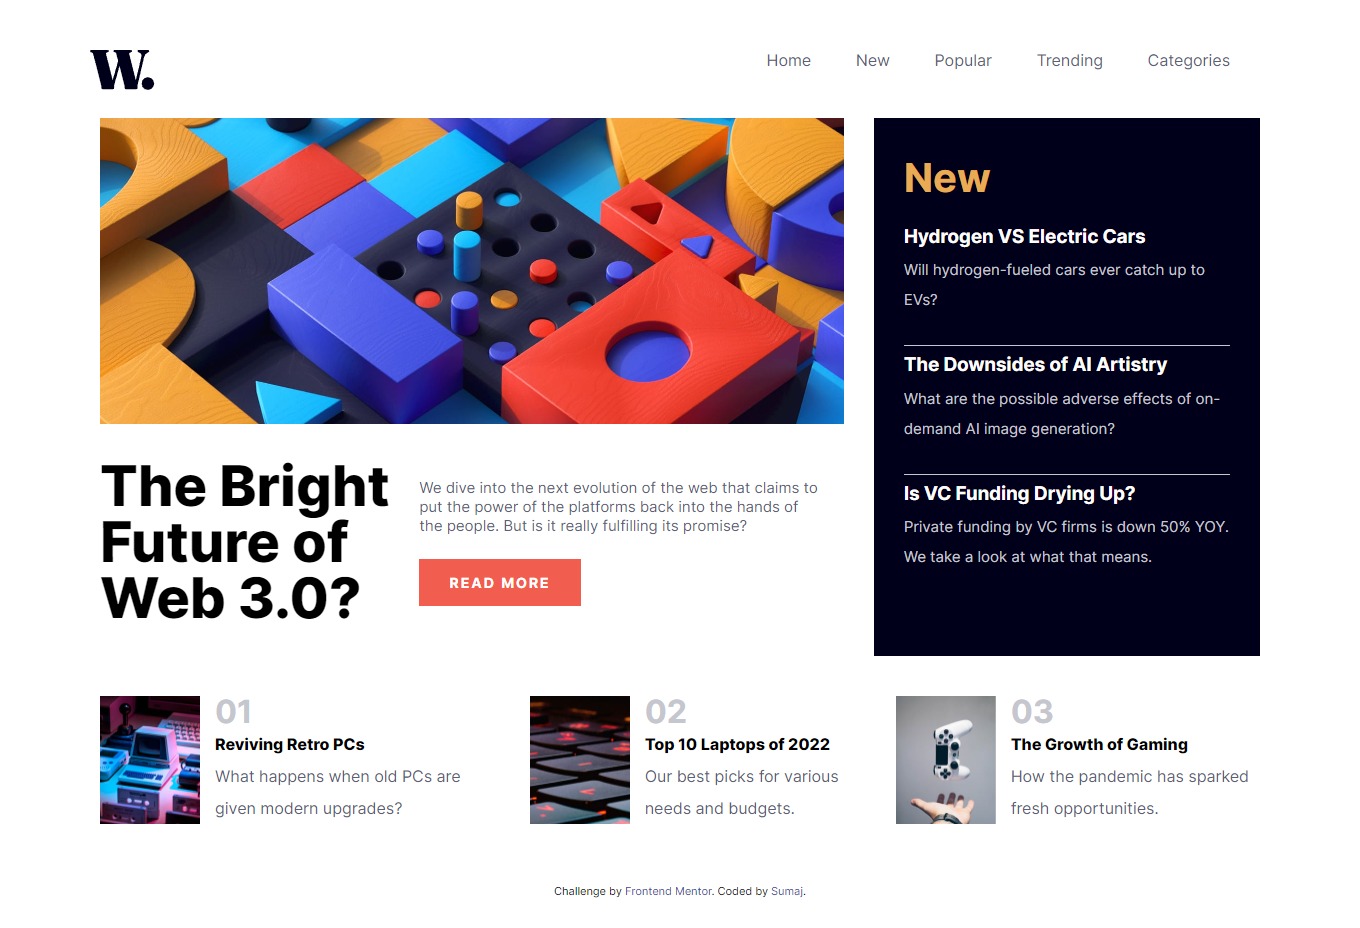 W.
Home New Popular Trending Categories
New
Hydrogen VS Electric Cars
Will hydrogen-fueled cars ever catch up to
EVs?
The Downsides of AI Artistry
What are the possible adverse effects of on-
demand AI image generation?
Is VC Funding Drying Up?
Private funding by VC firms is down 50% YOY.
We take a look at what that means.
The Bright
Future of
Web 3.0?
We dive into the next evolution of the web that claims to
put the power of the platforms back into the hands of
the people. But is it really fulfilling its promise?
READ MORE
01
Reviving Retro PCs
What happens when old PCs are
given modern upgrades?
02
Top 10 Laptops of 2022
Our best picks for various
needs and budgets.
03
The Growth of Gaming
How the pandemic has sparked
fresh opportunities.
Challenge by Frontend Mentor. Coded by Sumaj.